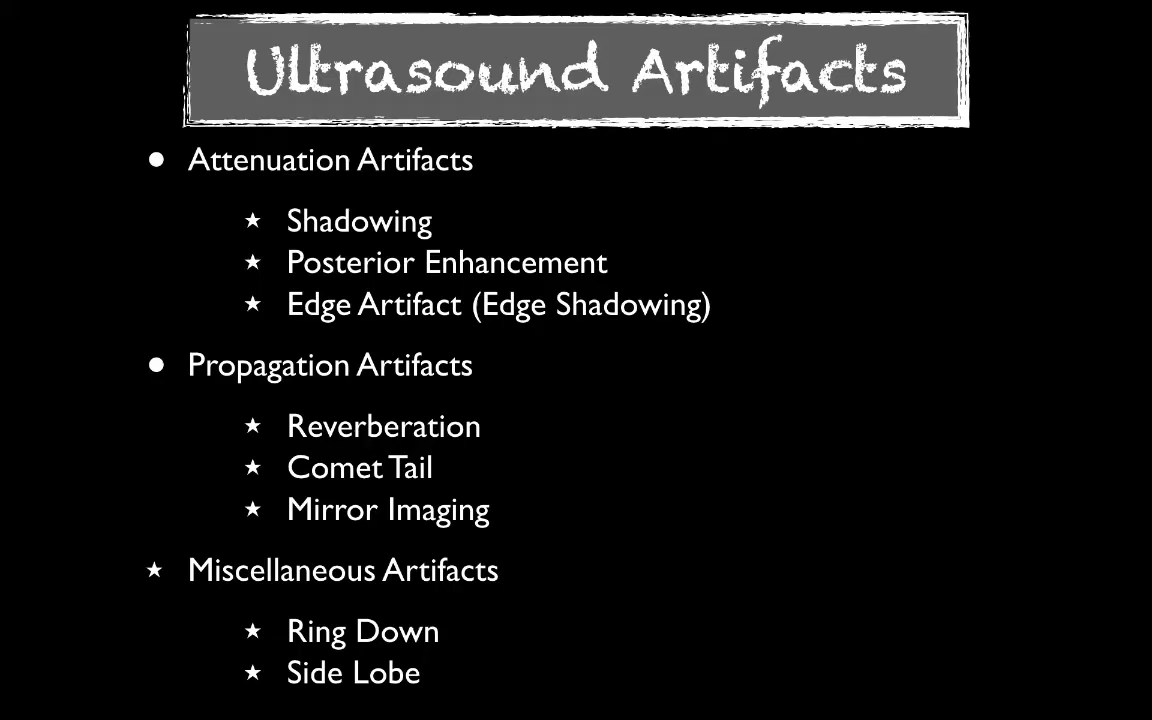 Ultrasound Artifacts
● Attenuation Artifacts
★ Shadowing
★ Posterior Enhancement
★ Edge Artifact (Edge Shadowing)
● Propagation Artifacts
★ Reverberation
★ Comet Tail
★ Mirror Imaging
★ Miscellaneous Artifacts
★ Ring Down
★ Side Lobe